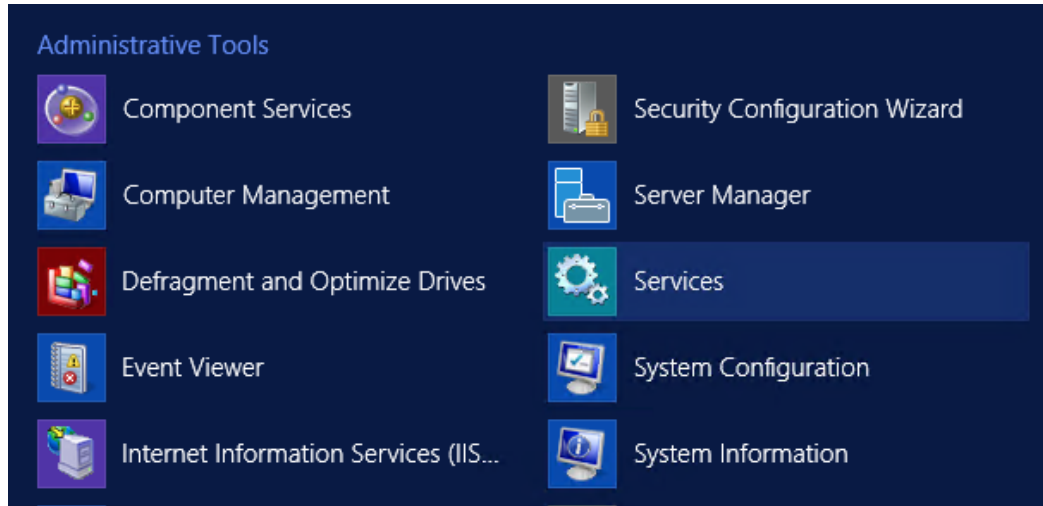 Administrative Tools
Component Services
Security Configuration Wizard
Computer Management
Server Manager
Defragment and Optimize Drives
Services
Event Viewer
System Configuration
Internet Information Services (IIS...
System Information